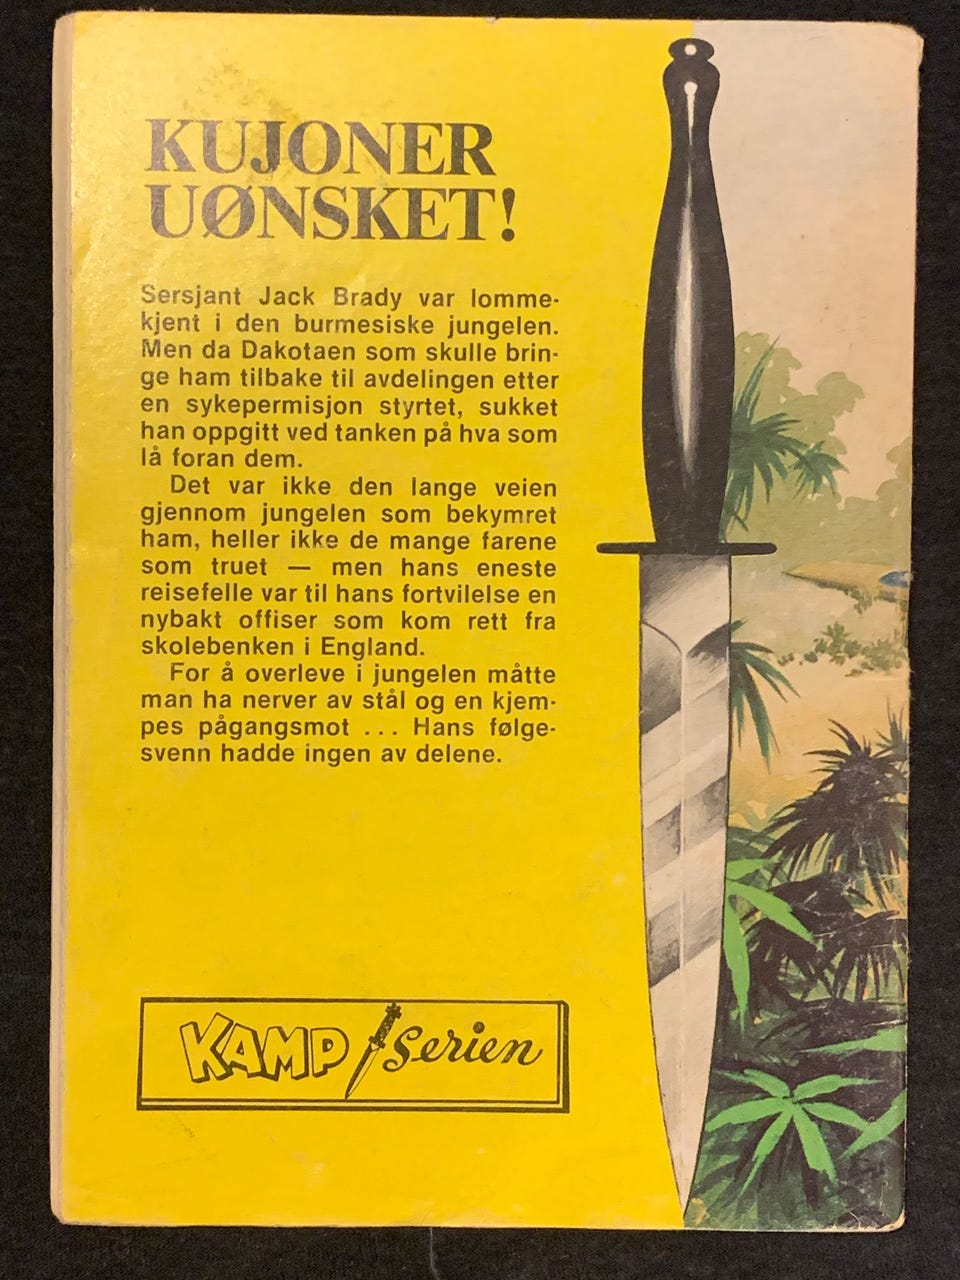 KUJONER
UØNSKET!
Sersjant Jack Brady var lomme-
kjent i den burmesiske jungelen.
Men da Dakotaen som skulle brin-
ge ham tilbake til avdelingen etter
en sykepermisjon styrtet, sukket
han oppgitt ved tanken på hva som
lå foran dem.
Det var ikke den lange veien
gjennom jungelen som bekymret
ham, heller ikke de mange farene
som truet — men hans eneste
reisefelle var til hans fortvilelse en
nybakt offiser som kom rett fra
skolebenken i England.
For å overleve i jungelen måtte
man ha nerver av stål og en kjem-
pes pågangsmot ... Hans følge-
svenn hadde ingen av delene.
KAMP serien